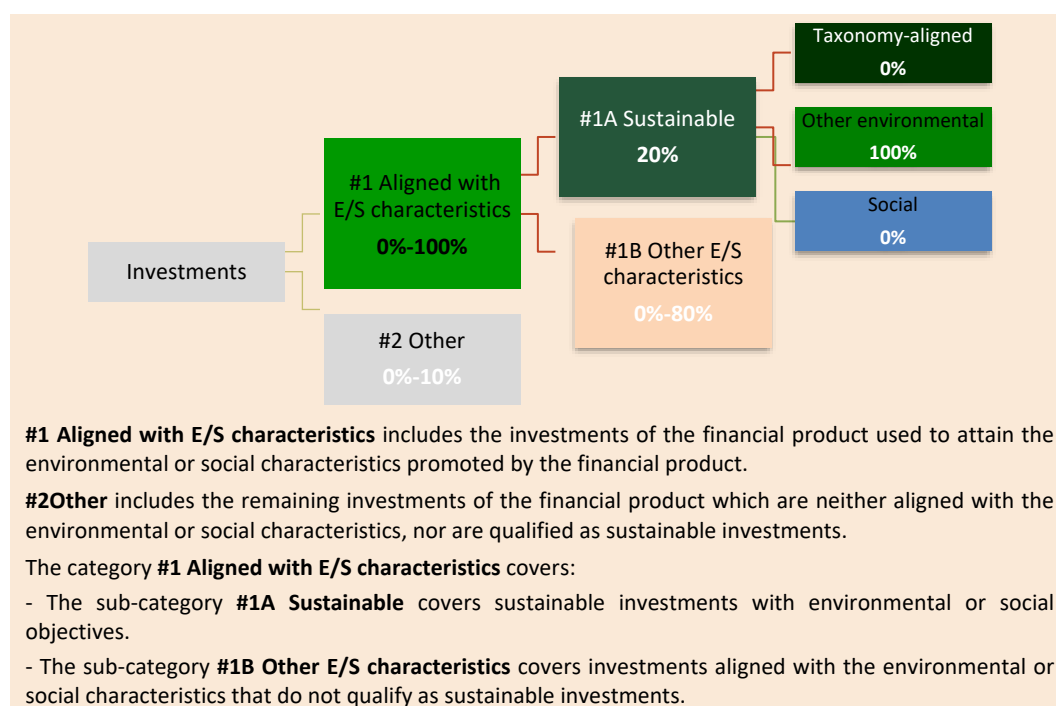 Taxonomy-aligned
0%
#1A Sustainable
20%
Other environmental
100%
#1 Aligned with
E/S characteristics
0%-100%
Social
0%
Investments
#1B Other E/S
characteristics
0%-80%
#2 Other
0%-10%
#1 Aligned with E/S characteristics includes the investments of the financial product used to attain the
environmental or social characteristics promoted by the financial product.
#2Other includes the remaining investments of the financial product which are neither aligned with the
environmental or social characteristics, nor are qualified as sustainable investments.
The category #1 Aligned with E/S characteristics covers:
- The sub-category #1A Sustainable covers sustainable investments with environmental or social
objectives.
- The sub-category #1B Other E/S characteristics covers investments aligned with the environmental or
social characteristics that do not qualify as sustainable investments.